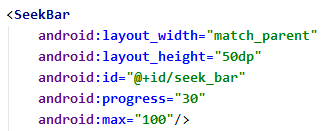 <SeekBar
android:layout_width="match_parent"
android:layout_height="50dp"
android:id="@+id/seek_bar"
android:progress="30"
android:max="100"/>